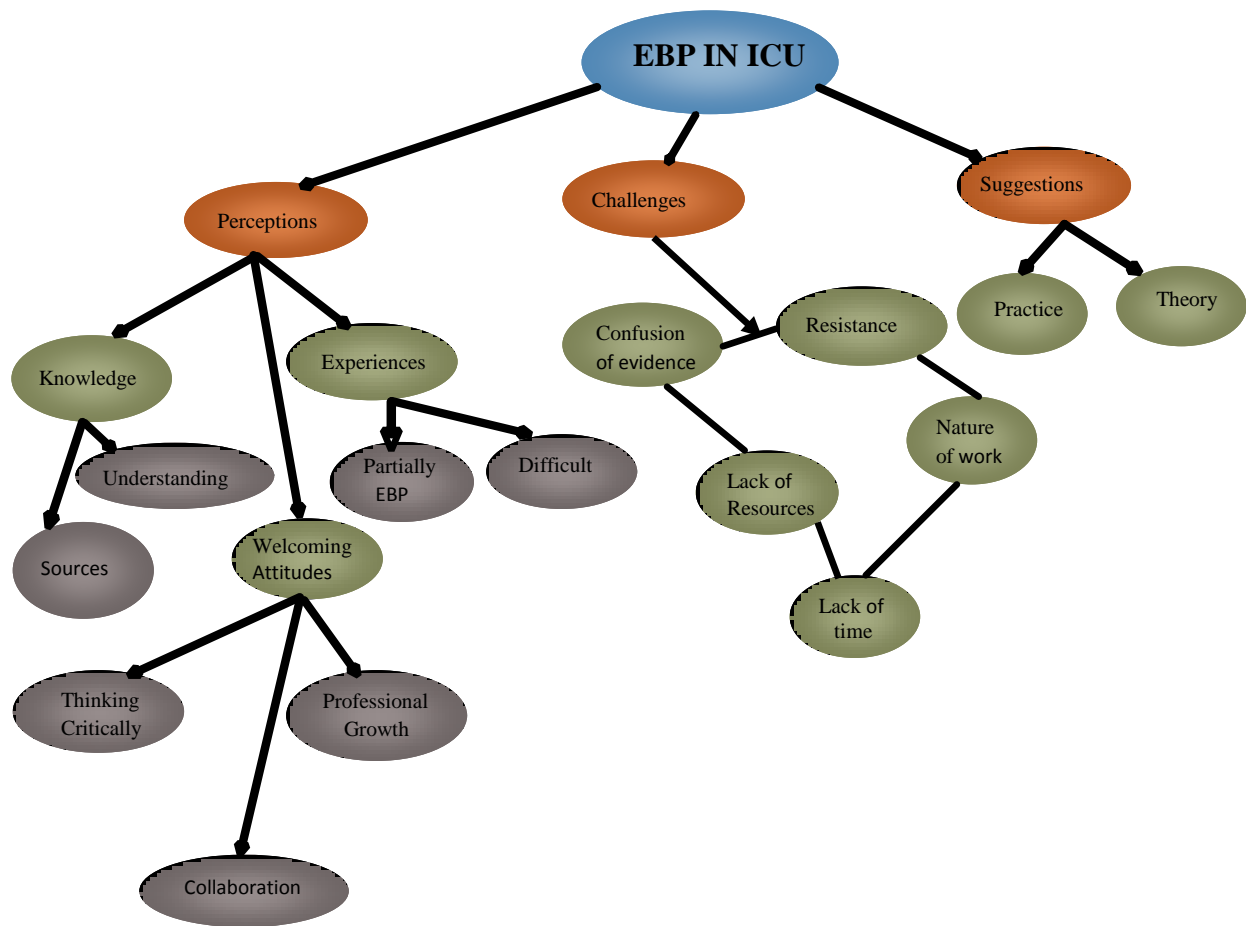 EBP IN ICU
Perceptions
Challenges
Suggestions
Knowledge
Experiences
Confusion
of evidence
Resistance
Practice
Theory
Understanding
Sources
Partially
EBP
Difficult
Welcoming
Attitudes
Lack of
Resources
Nature
of work
Lack of
time
Thinking
Critically
Professional
Growth
Collaboration